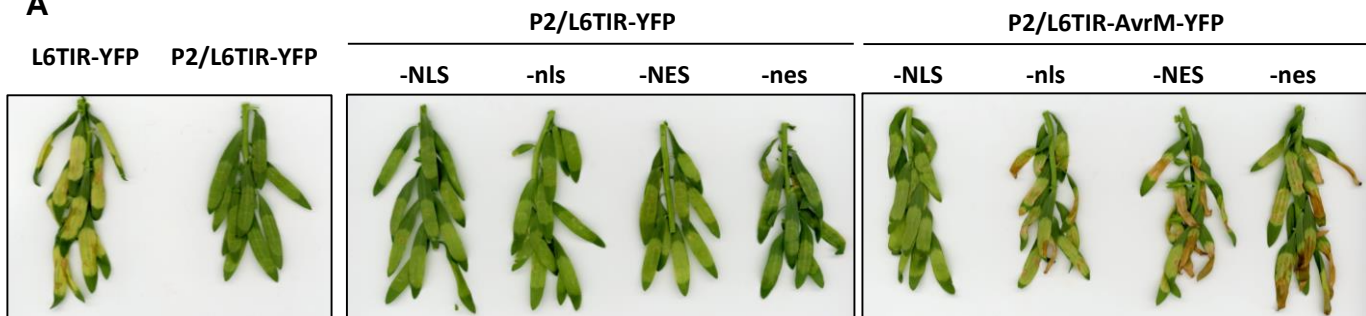 A
P2/L6TIR-YFP
P2/L6TIR-AvrM-YFP
L6TIR-YFP P2/L6TIR-YFP
-NLS -nls -NES -nes
-NLS -nls -NES -nes